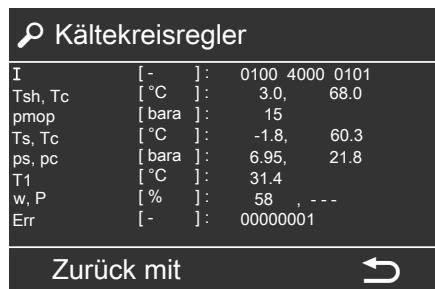 Kältekreisregler
I [ - ] : 0100 4000 0101
Tsh, Tc [ °C ] : 3.0, 68.0
pmop [ bara ] : 15
Ts, Tc [ °C ] : -1.8, 60.3
ps, pc [ bara ] : 6.95, 21.8
T1 [ °C ] : 31.4
w, P [ % ] : 58 , - - -
Err [ - ] : 00000001
Zurück mit